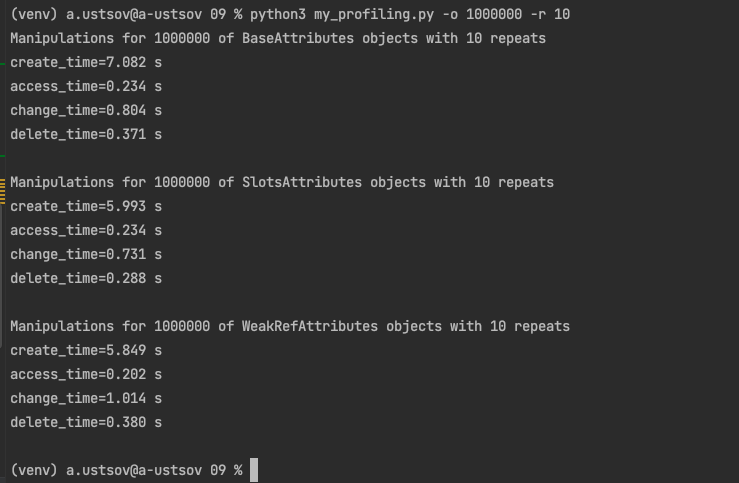 (venv) a.ustsov@a-ustsov 09 % python3 my_profiling.py -o 1000000 -r 10
Manipulations for 1000000 of BaseAttributes objects with 10 repeats
create_time=7.082 s
access_time=0.234 s
change_time=0.804 s
delete_time=0.371 s
Manipulations for 1000000 of SlotsAttributes objects with 10 repeats
create_time=5.993 s
access_time=0.234 s
change_time=0.731 s
delete_time=0.288 s
Manipulations for 1000000 of WeakRefAttributes objects with 10 repeats
create_time=5.849 s
access_time=0.202 s
change_time=1.014 s
delete_time=0.380 s
(venv) a.ustsov@a-ustsov 09 %